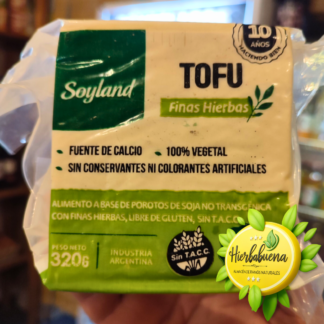 10
AÑOS
HACIENDO BIEN
Soyland
TOFU
Finas Hierbas
FUENTE DE CALCIO
100% VEGETAL
SIN CONSERVANTES NI COLORANTES ARTIFICIALES
ALIMENTO A BASE DE POROTOS DE SOJA NO TRANSGÉNICA
CON FINAS HIERBAS, LIBRE DE GLUTEN, SIN T.A.C.C.
PESO NETO
320G
INDUSTRIA
ARGENTINA
Sin T.A.C.C.
Hierbabuena